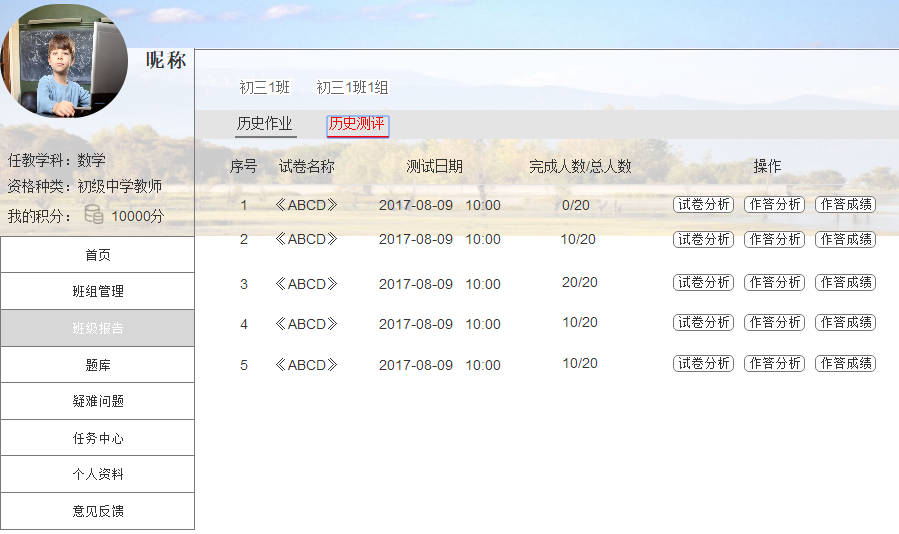 昵称
任教学科：数学
资格种类：初级中学教师
我的积分： 10000分
首页
班组管理
班级报告
题库
疑难问题
任务中心
个人资料
意见反馈
初三1班 初三1班1组
历史作业 历史测评
序号 试卷名称 测试日期 完成人数/总人数 操作
1 《ABCD》 2017-08-09 10:00 0/20 试卷分析 作答分析 作答成绩
2 《ABCD》 2017-08-09 10:00 10/20 试卷分析 作答分析 作答成绩
3 《ABCD》 2017-08-09 10:00 20/20 试卷分析 作答分析 作答成绩
4 《ABCD》 2017-08-09 10:00 10/20 试卷分析 作答分析 作答成绩
5 《ABCD》 2017-08-09 10:00 10/20 试卷分析 作答分析 作答成绩